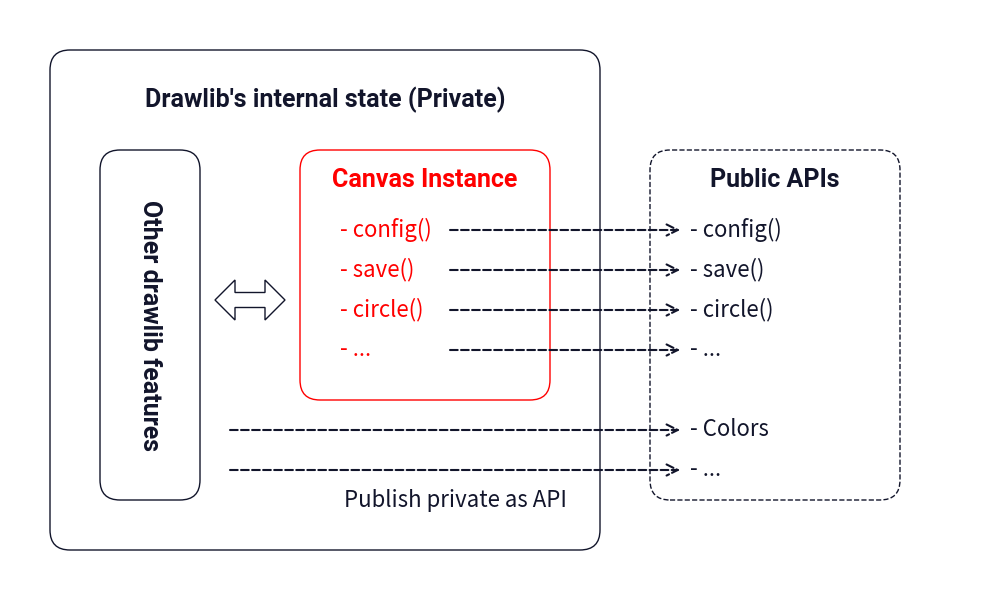 Drawlib's internal state (Private)
Other drawlib features
Canvas Instance
- config()
- save()
- circle()
- ...
Public APIs
- config()
- save()
- circle()
- ...
- Colors
- ...
Publish private as API